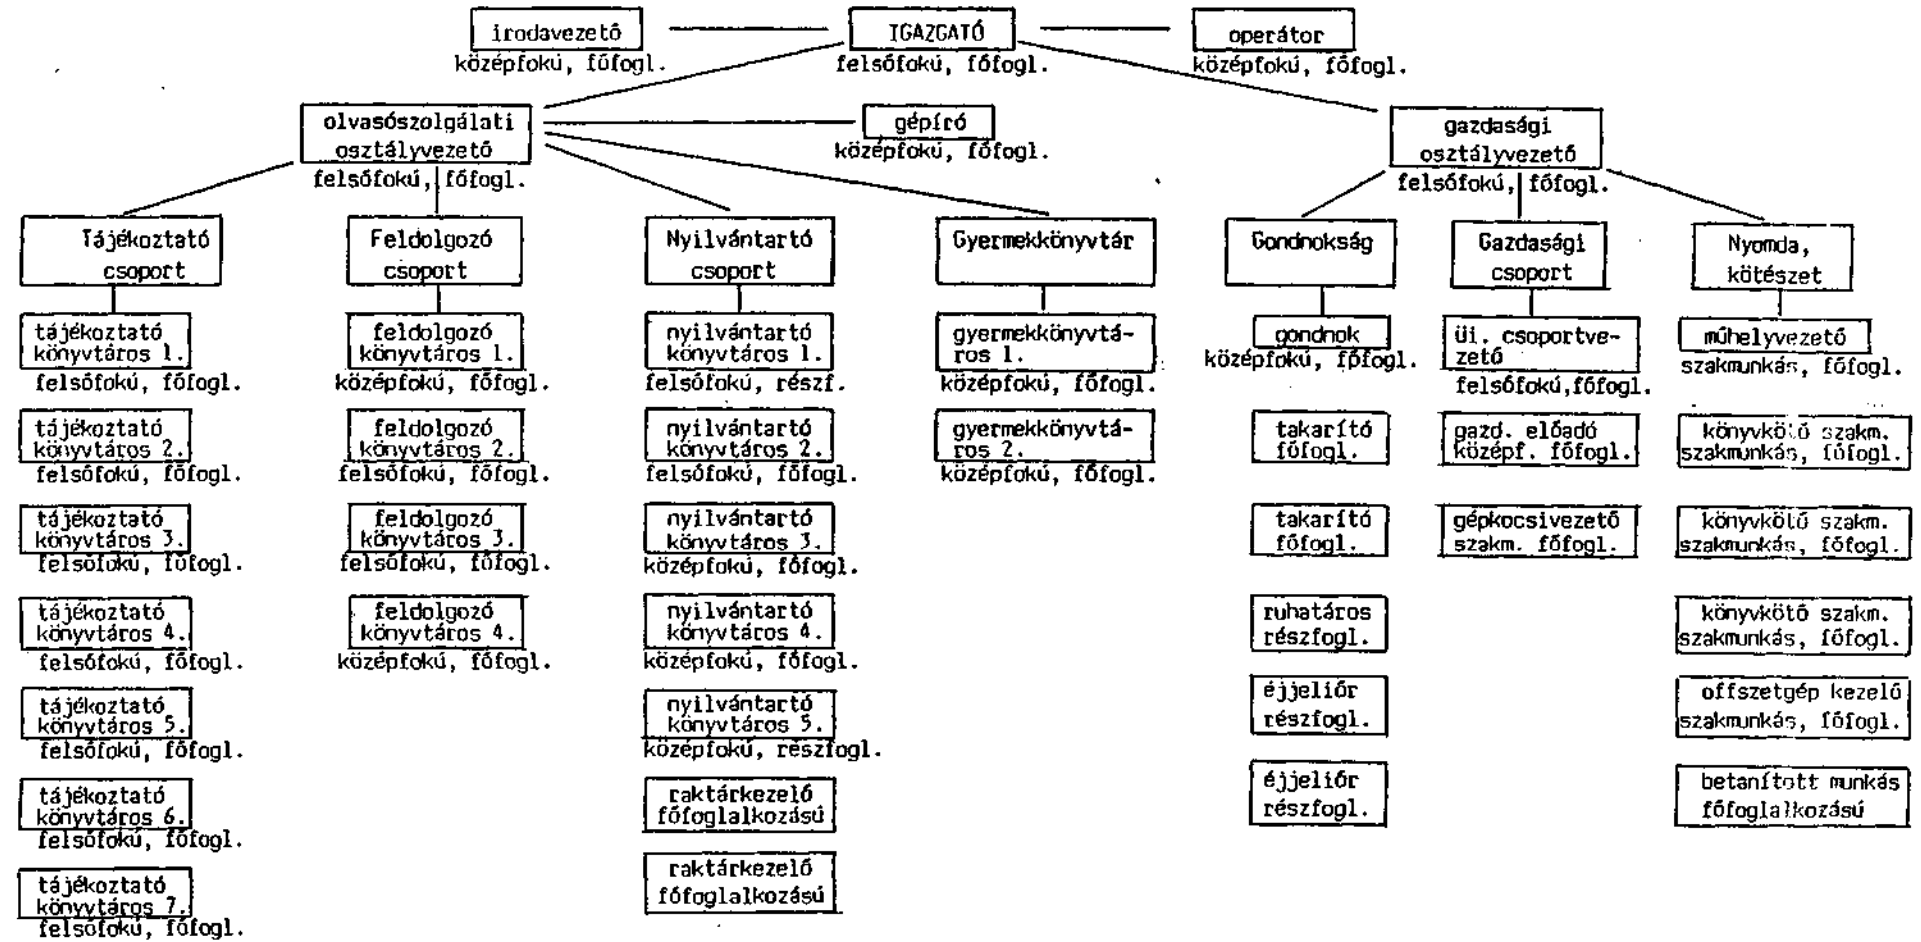 irodavezető
középfokú, főfogl.
IGAZGATÓ
felsőfokú, főfogl.
operátor
középfokú, főfogl.
olvasószolgálati
osztályvezető
felsőfokú, főfogl.
gépíró
középfokú, főfogl.
gazdasági
osztályvezető
felsőfokú, főfogl.
Tájékoztató
csoport
tájékoztató
könyvtáros 1.
felsőfokú, főfogl.
tájékoztató
könyvtáros 2.
felsőfokú, főfogl.
tájékoztató
könyvtáros 3.
felsőfokú, főfogl.
tájékoztató
könyvtáros 4.
felsőfokú, főfogl.
tájékoztató
könyvtáros 5.
felsőfokú, főfogl.
tájékoztató
könyvtáros 6.
felsőfokú, főfogl.
tájékoztató
könyvtáros 7.
felsőfokú, főfogl.
Feldolgozó
csoport
feldolgozó
könyvtáros 1.
középfokú, főfogl.
feldolgozó
könyvtáros 2.
felsőfokú, főfogl.
feldolgozó
könyvtáros 3.
felsőfokú, főfogl.
feldolgozó
könyvtáros 4.
középfokú, főfogl.
Nyilvántartó
csoport
nyilvántartó
könyvtáros 1.
felsőfokú, részf.
nyilvántartó
könyvtáros 2.
felsőfokú, főfogl.
nyilvántartó
könyvtáros 3.
középfokú, főfogl.
nyilvántartó
könyvtáros 4.
középfokú, főfogl.
nyilvántartó
könyvtáros 5.
középfokú, részfogl.
raktárkezelő
főfoglalkozású
raktárkezelő
főfoglalkozású
Gyermekkönyvtár
gyermekkönyvtá-
ros 1.
középfokú, főfogl.
gyermekkönyvtá-
ros 2.
középfokú, főfogl.
Gondnokság
gondnok
középfokú, főfogl.
takarító
főfogl.
takarító
főfogl.
ruhatáros
részfogl.
éjjeliőr
részfogl.
éjjeliőr
részfogl.
Gazdasági
csoport
üi. csoportve-
zető
felsőfokú,főfogl.
gazd. előadó
középf. főfogl.
gépkocsivezető
szakm. főfogl.
Nyomda,
kötészet
műhelyvezető
szakmunkás, főfogl.
könyvkötő szakm.
szakmunkás, főfogl.
könyvkötő szakm.
szakmunkás, főfogl.
könyvkötő szakm.
szakmunkás, főfogl.
offszetgép kezelő
szakmunkás, főfogl.
betanított munkás
főfoglalkozású